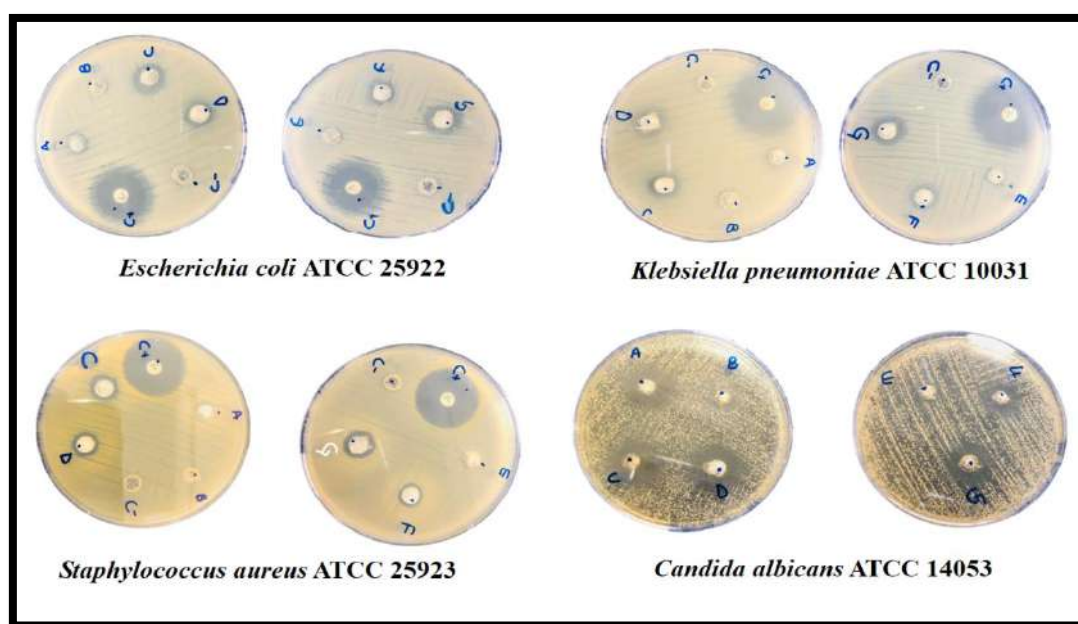 C
B
D
A
C-
C+
G
C+
Escherichia coli ATCC 25922
C-
C+
D
A
C
B
C-
C+
G
E
F
Klebsiella pneumoniae ATCC 10031
C
C+
A
D
C-
B
C-
C+
G
E
F
Staphylococcus aureus ATCC 25923
A
B
C
D
E
F
G
Candida albicans ATCC 14053